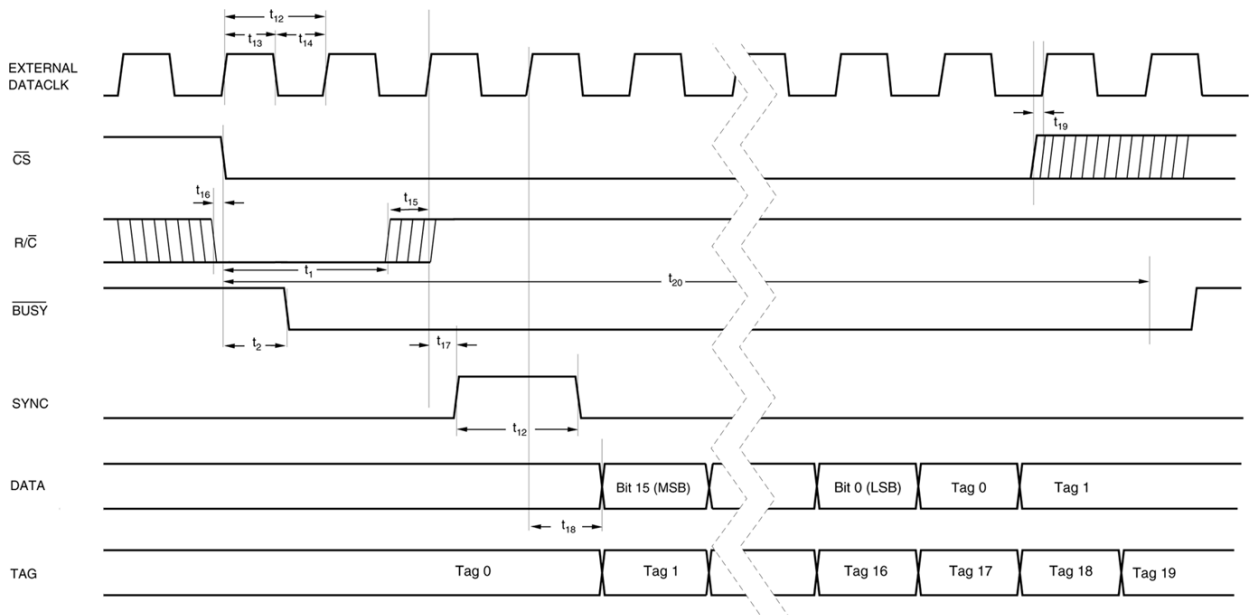 t12
t13
t14
EXTERNAL
DATACLK
t19
CS
t16
t15
R/C
t1
t20
BUSY
t2
t17
SYNC
t12
DATA
Bit 15 (MSB)
Bit 0 (LSB)
Tag 0
Tag 1
t18
TAG
Tag 0
Tag 1
Tag 16
Tag 17
Tag 18
Tag 19